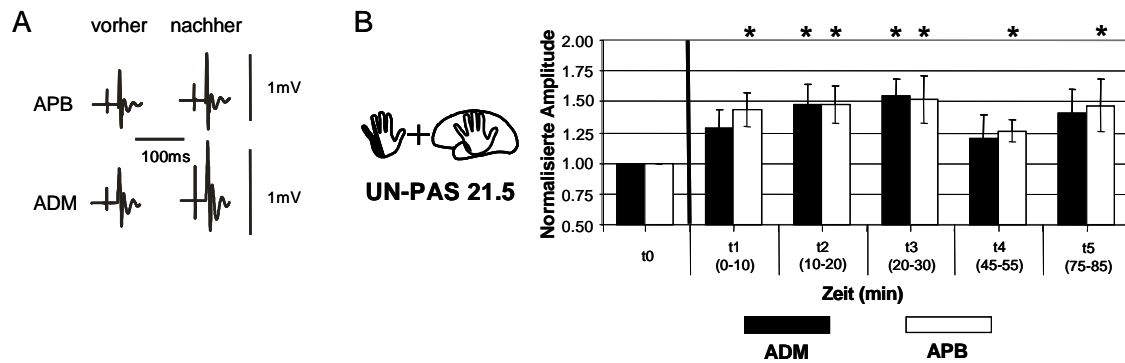 A
vorher nachher
APB
1mV
100ms
ADM
1mV
B
UN-PAS 21.5
Normalisierte Amplitude
* * * * * * *
2.00
1.75
1.50
1.25
1.00
0.75
0.50
t0 t1 t2 t3 t4 t5
(0-10) (10-20) (20-30) (45-55) (75-85)
Zeit (min)
ADM APB